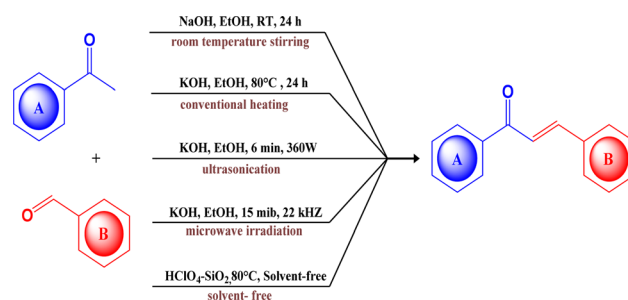 NaOH, EtOH, RT, 24 h
room temperature stirring
O
A
KOH, EtOH, 80°C , 24 h
conventional heating
+
KOH, EtOH, 6 min, 360W
ultrasonication
O
A
B
O
B
KOH, EtOH, 15 mib, 22 kHZ
microwave irradiation
HClO4-SiO2,80°C, Solvent-free
solvent- free